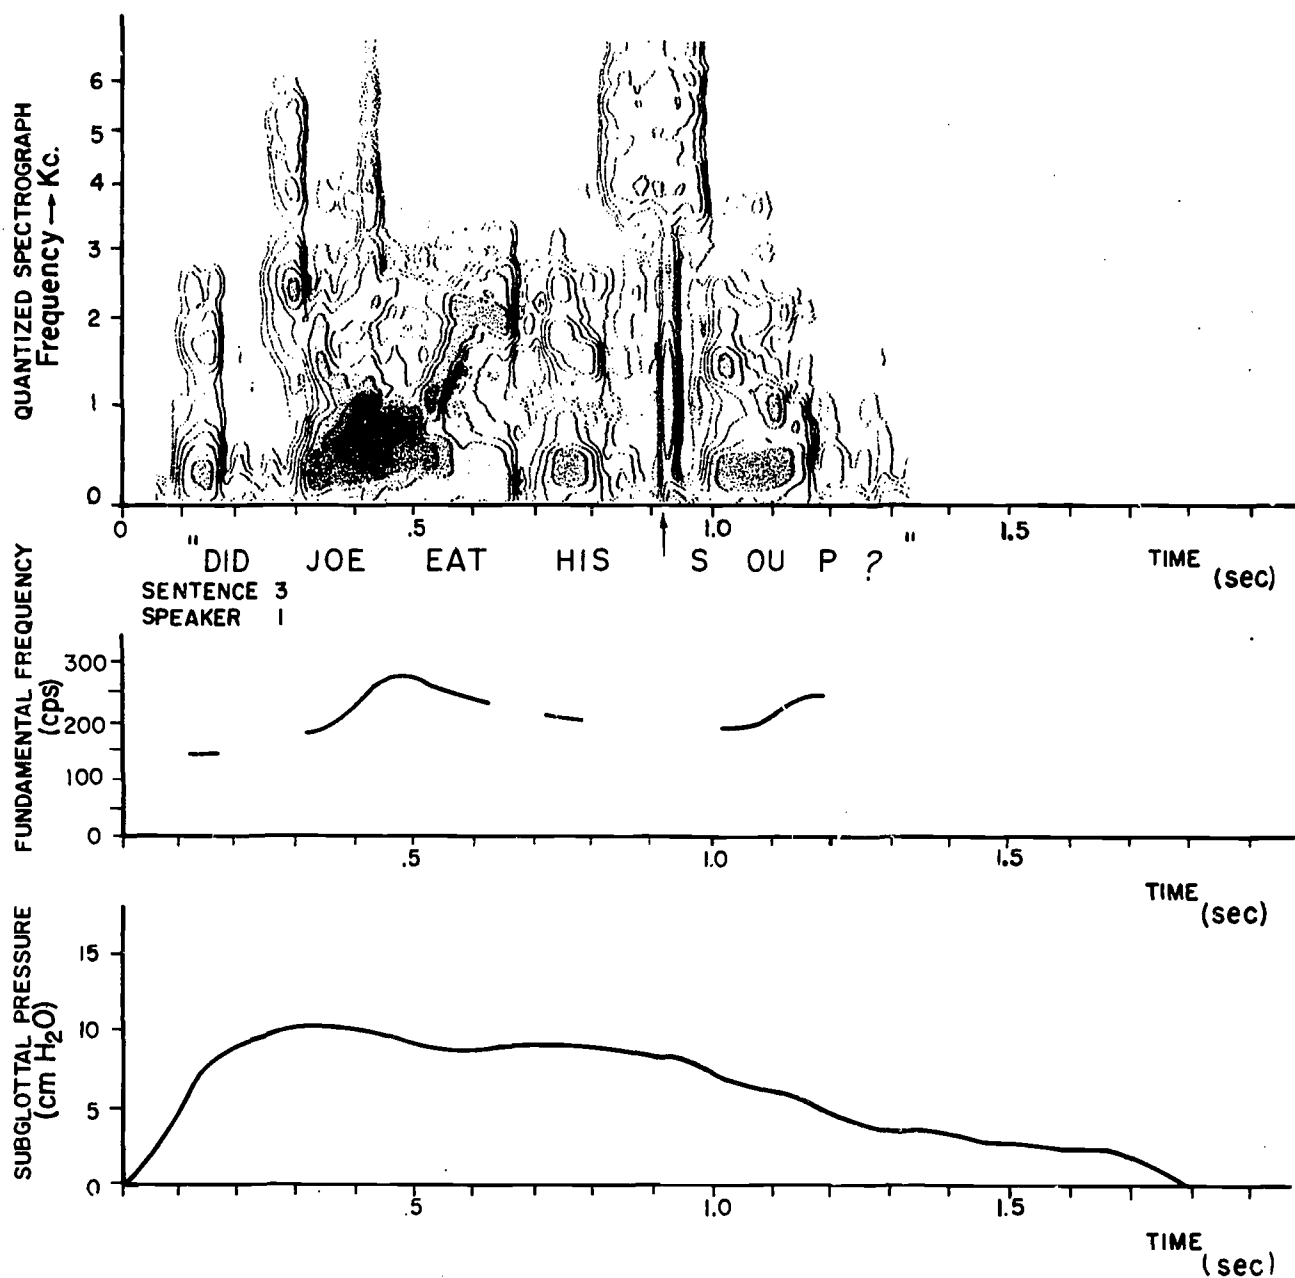 QUANTIZED SPECTROGRAPH
Frequency → Kc.
6
5
4
3
2
1
0
0 .5 1.0 1.5
TIME (sec)
"DID JOE EAT HIS ↑ S OU P ? "
SENTENCE 3
SPEAKER 1
FUNDAMENTAL FREQUENCY
(cps)
300
200
100
0
.5 1.0 1.5
TIME (sec)
SUBGLOTTAL PRESSURE
(cm H₂O)
15
10
5
0
.5 1.0 1.5
TIME (sec)